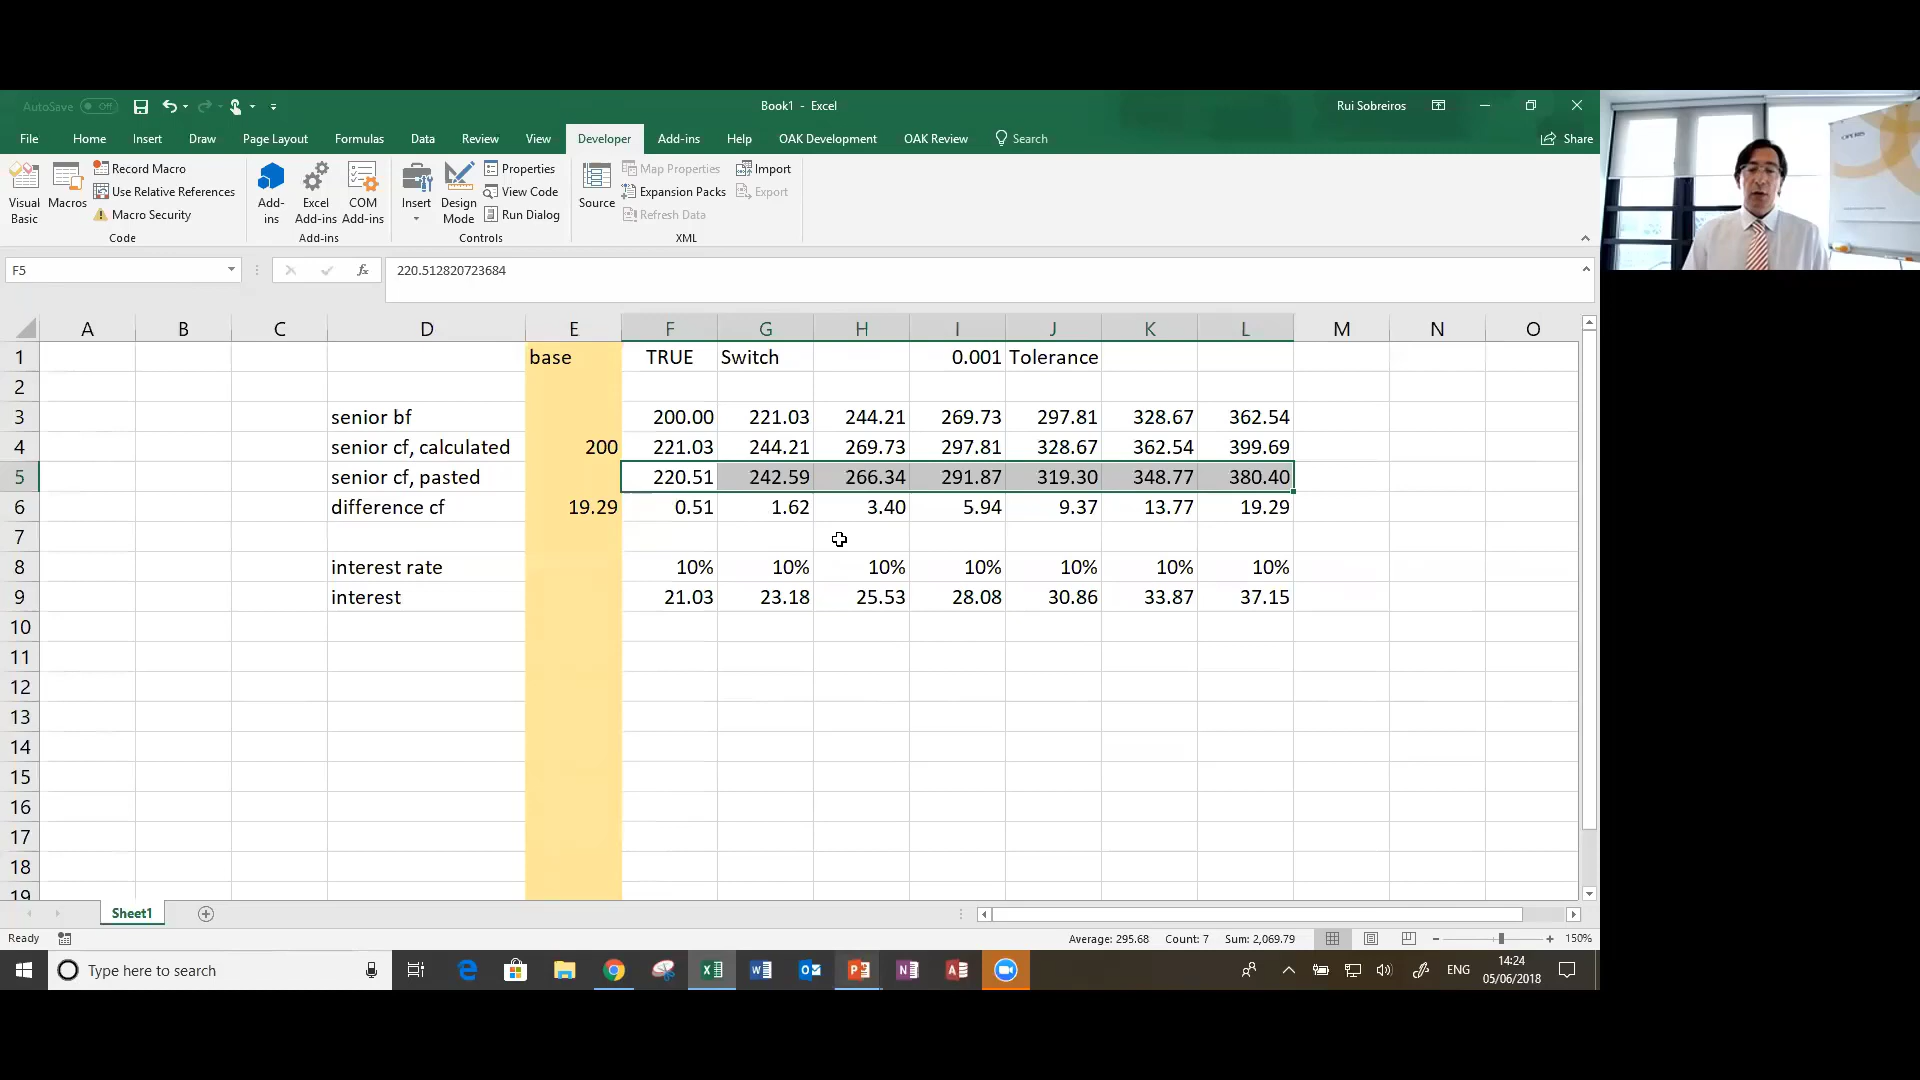 AutoSave Off
Book1 - Excel
Rui Sobreiros
File Home Insert Draw Page Layout Formulas Data Review View Developer Add-ins Help OAK Development OAK Review Search Share
Visual Basic
Macros
Record Macro
Use Relative References
Macro Security
Code
Add-ins
Excel Add-ins
COM Add-ins
Add-ins
Insert
Design Mode
Properties
View Code
Run Dialog
Controls
Source
Map Properties
Expansion Packs
Refresh Data
Import
Export
XML
OPERIS
F5 fx 220.512820723684
A B C D E F G H I J K L M N O
1 base TRUE Switch 0.001 Tolerance
2
3 senior bf 200.00 221.03 244.21 269.73 297.81 328.67 362.54
4 senior cf, calculated 200 221.03 244.21 269.73 297.81 328.67 362.54 399.69
5 senior cf, pasted 220.51 242.59 266.34 291.87 319.30 348.77 380.40
6 difference cf 19.29 0.51 1.62 3.40 5.94 9.37 13.77 19.29
7
8 interest rate 10% 10% 10% 10% 10% 10% 10%
9 interest 21.03 23.18 25.53 28.08 30.86 33.87 37.15
10
11
12
13
14
15
16
17
18
19
Sheet1
Ready Average: 295.68 Count: 7 Sum: 2,069.79 150%
Type here to search
ENG
14:24
05/06/2018